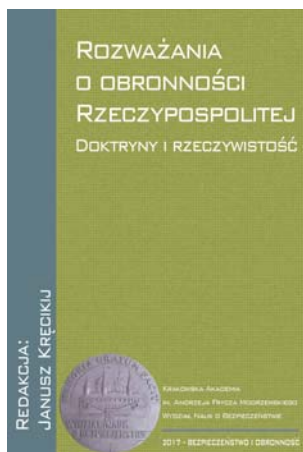 ROZWAŻANIA
O OBRONNOŚCI
RZECZYPOSPOLITEJ
DOKTRYNY I RZECZYWISTOŚĆ
REDAKCJA:
JANUSZ KRĘCIKIJ
KRAKOWSKA AKADEMIA
IM. ANDRZEJA FRYCZA MODRZEWSKIEGO
WYDZIAŁ NAUK O BEZPIECZEŃSTWIE
2017 - BEZPIECZEŃSTWO I OBRONNOŚĆ